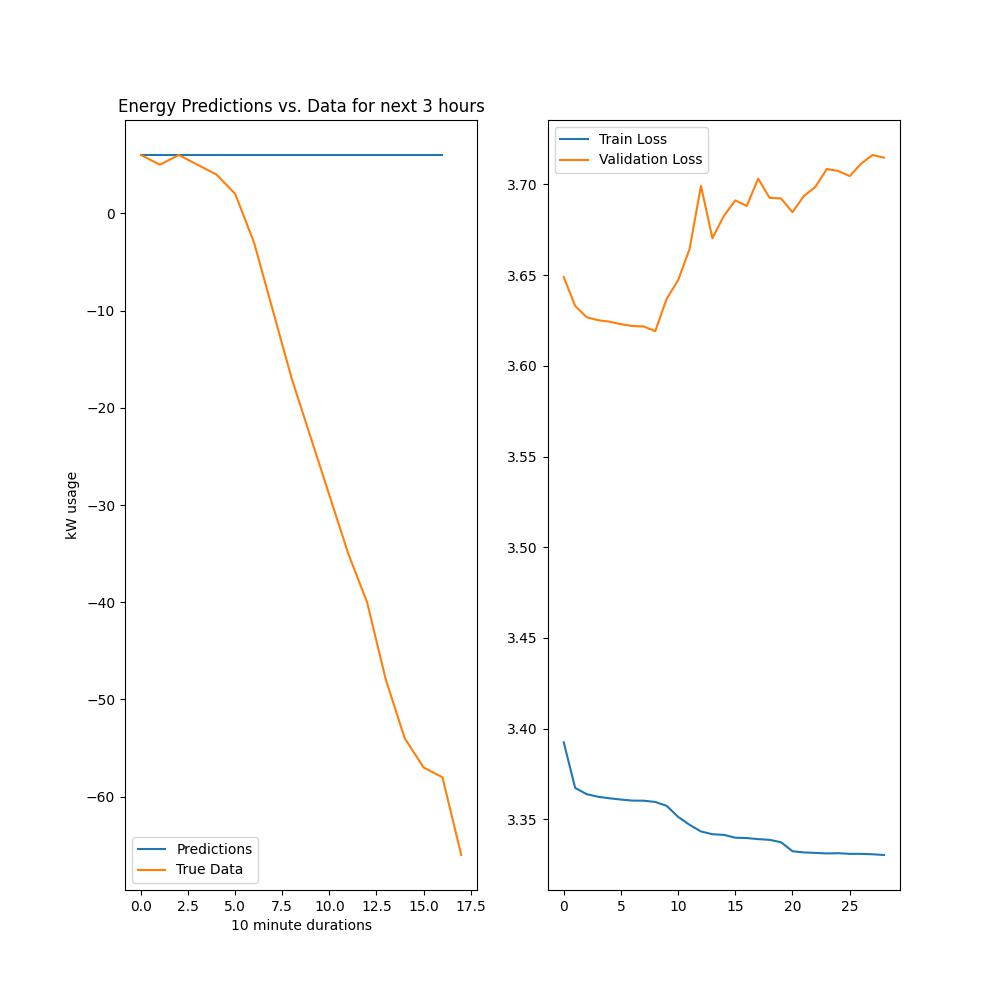 Energy Predictions vs. Data for next 3 hours
kW usage
0
−10
−20
−30
−40
−50
−60
Predictions
True Data
0.0 2.5 5.0 7.5 10.0 12.5 15.0 17.5
10 minute durations
Train Loss
Validation Loss
3.70
3.65
3.60
3.55
3.50
3.45
3.40
3.35
0 5 10 15 20 25